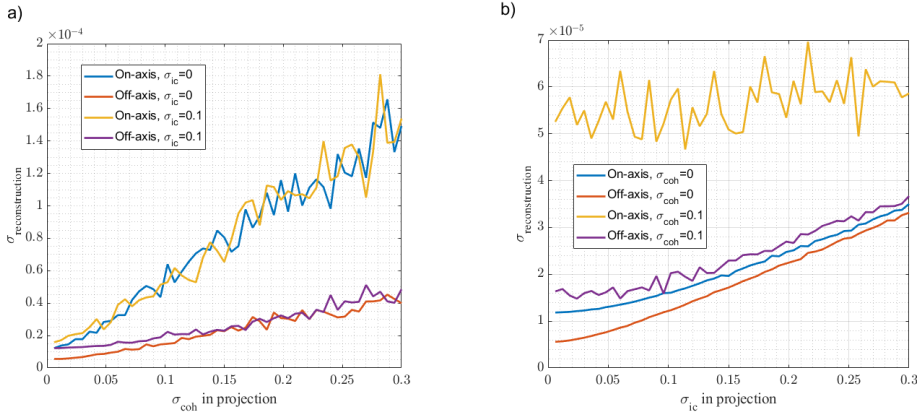 a)
×10⁻⁴
2
1.8
1.6
1.4
1.2
1
0.8
0.6
0.4
0.2
0
σreconstruction
On-axis, σic=0
Off-axis, σic=0
On-axis, σic=0.1
Off-axis, σic=0.1
0 0.05 0.1 0.15 0.2 0.25 0.3
σcoh in projection
b)
×10⁻⁵
7
6
5
4
3
2
1
0
σreconstruction
On-axis, σcoh=0
Off-axis, σcoh=0
On-axis, σcoh=0.1
Off-axis, σcoh=0.1
0 0.05 0.1 0.15 0.2 0.25 0.3
σic in projection